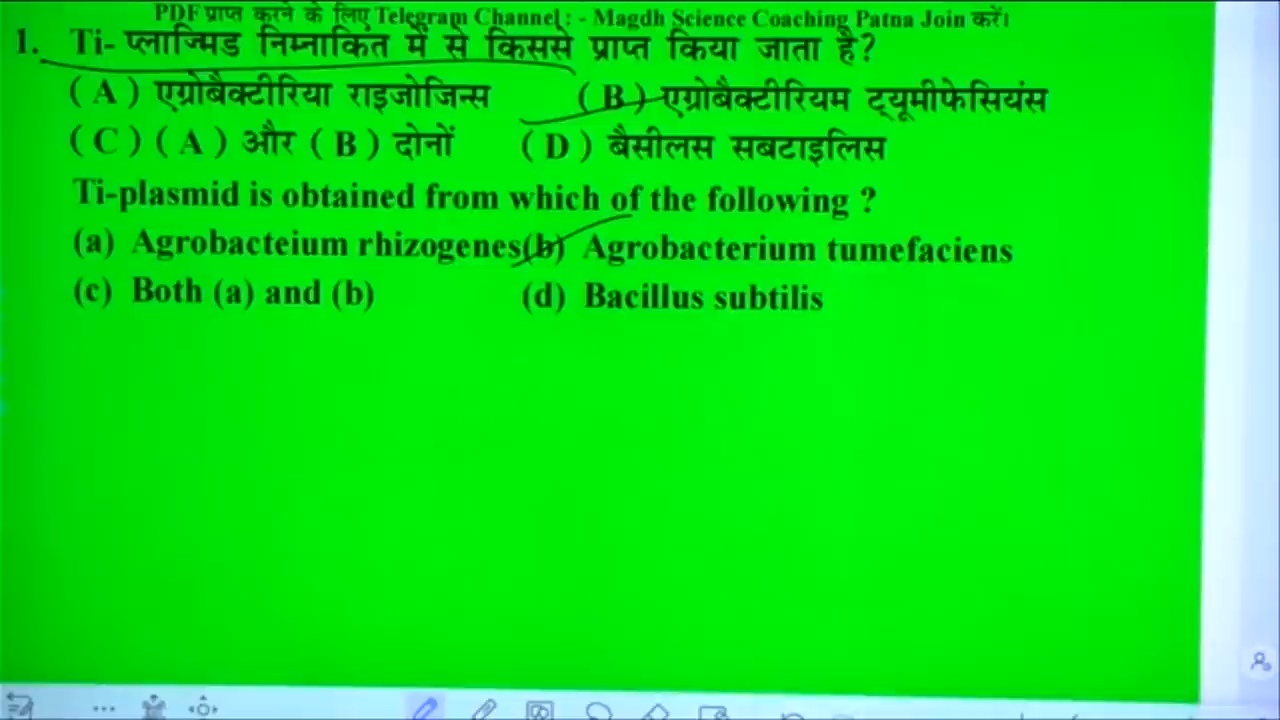 PDF प्राप्त करने के लिए Telegram Channel : - Magdh Science Coaching Patna Join करें।
1. Ti- प्लाज्मिड निम्नांकित में से किससे प्राप्त किया जाता है?
( A ) एग्रोबैक्टीरिया राइजोजिन्स ( B ) एग्रोबैक्टीरियम ट्यूमीफेसियंस
( C ) ( A ) और ( B ) दोनों ( D ) बैसीलस सबटाइलिस
Ti-plasmid is obtained from which of the following ?
(a) Agrobacteium rhizogenes (b) Agrobacterium tumefaciens
(c) Both (a) and (b) (d) Bacillus subtilis